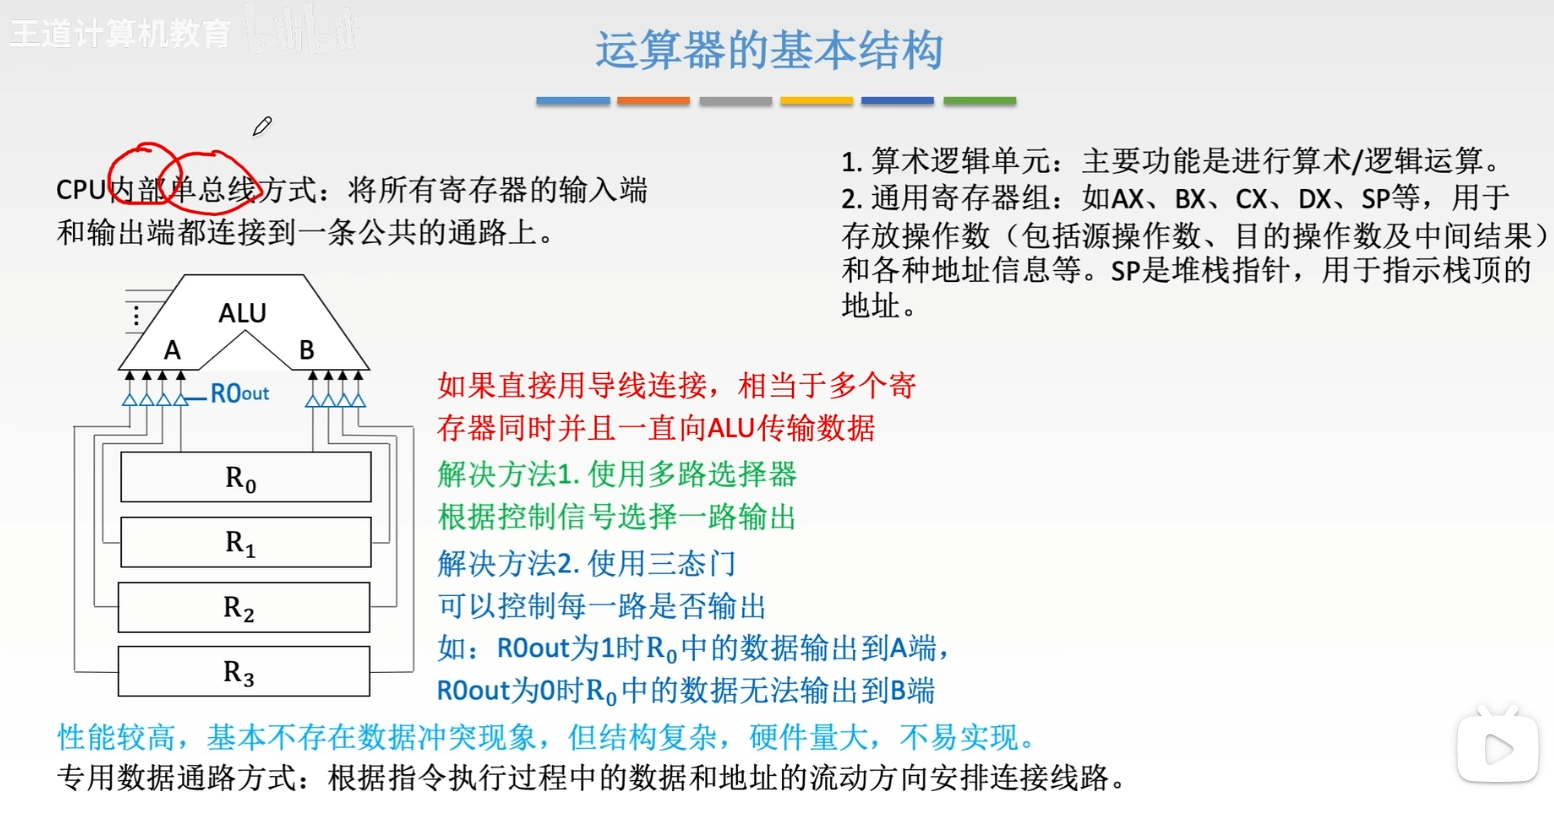 王道计算机教育 bilibili
运算器的基本结构
CPU内部单总线方式：将所有寄存器的输入端
和输出端都连接到一条公共的通路上。
1. 算术逻辑单元：主要功能是进行算术/逻辑运算。
2. 通用寄存器组：如AX、BX、CX、DX、SP等，用于
存放操作数（包括源操作数、目的操作数及中间结果）
和各种地址信息等。SP是堆栈指针，用于指示栈顶的
地址。
ALU
A B
R0out
R0
R1
R2
R3
如果直接用导线连接，相当于多个寄
存器同时并且一直向ALU传输数据
解决方法1. 使用多路选择器
根据控制信号选择一路输出
解决方法2. 使用三态门
可以控制每一路是否输出
如：R0out为1时R0中的数据输出到A端，
R0out为0时R0中的数据无法输出到B端
性能较高，基本不存在数据冲突现象，但结构复杂，硬件量大，不易实现。
专用数据通路方式：根据指令执行过程中的数据和地址的流动方向安排连接线路。